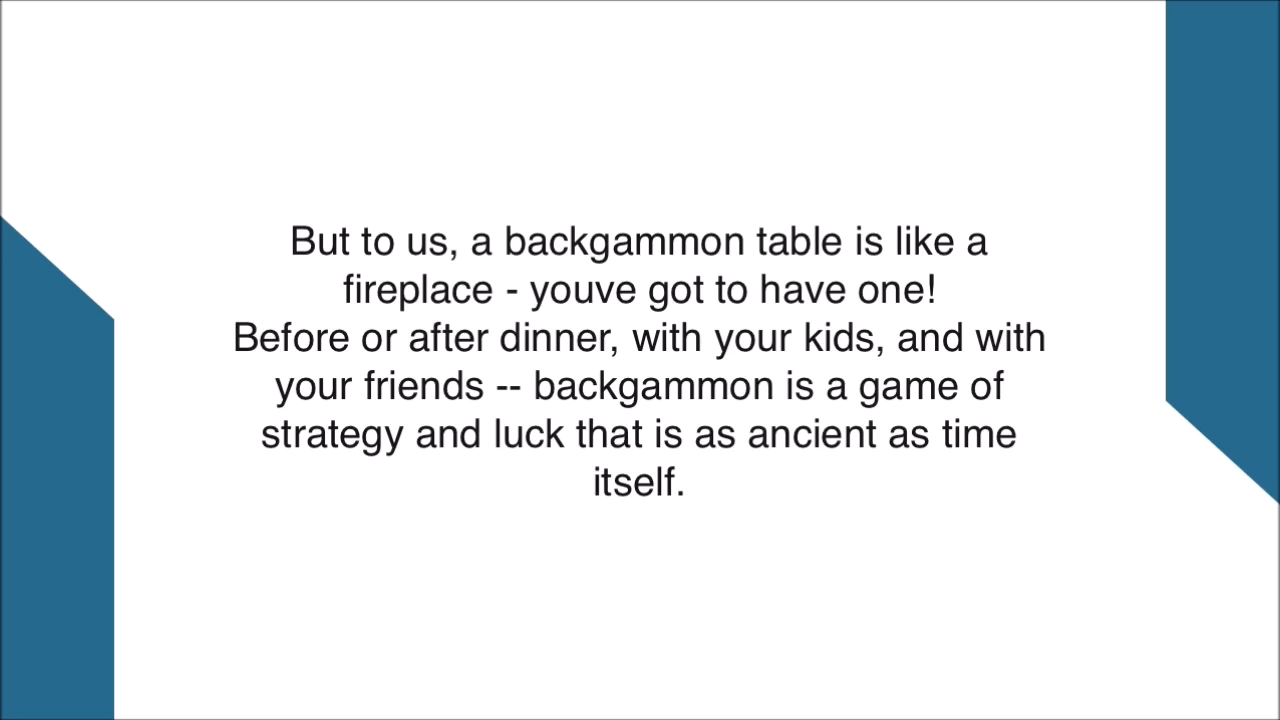 But to us, a backgammon table is like a
fireplace - youve got to have one!
Before or after dinner, with your kids, and with
your friends -- backgammon is a game of
strategy and luck that is as ancient as time
itself.